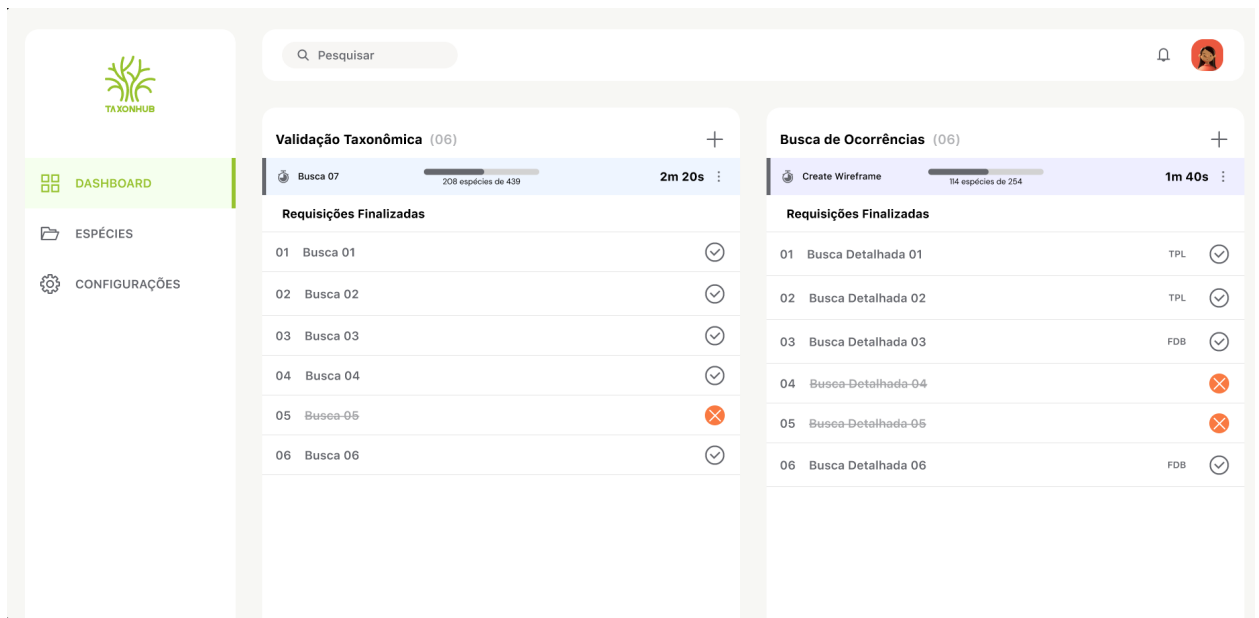 Pesquisar
TAXONHUB
DASHBOARD
ESPÉCIES
CONFIGURAÇÕES
Validação Taxonômica (06)
Busca 07 208 espécies de 439 2m 20s
Requisições Finalizadas
01 Busca 01
02 Busca 02
03 Busca 03
04 Busca 04
05 Busca 05
06 Busca 06
Busca de Ocorrências (06)
Create Wireframe 114 espécies de 254 1m 40s
Requisições Finalizadas
01 Busca Detalhada 01 TPL
02 Busca Detalhada 02 TPL
03 Busca Detalhada 03 FDB
04 Busca Detalhada 04
05 Busca Detalhada 05
06 Busca Detalhada 06 FDB